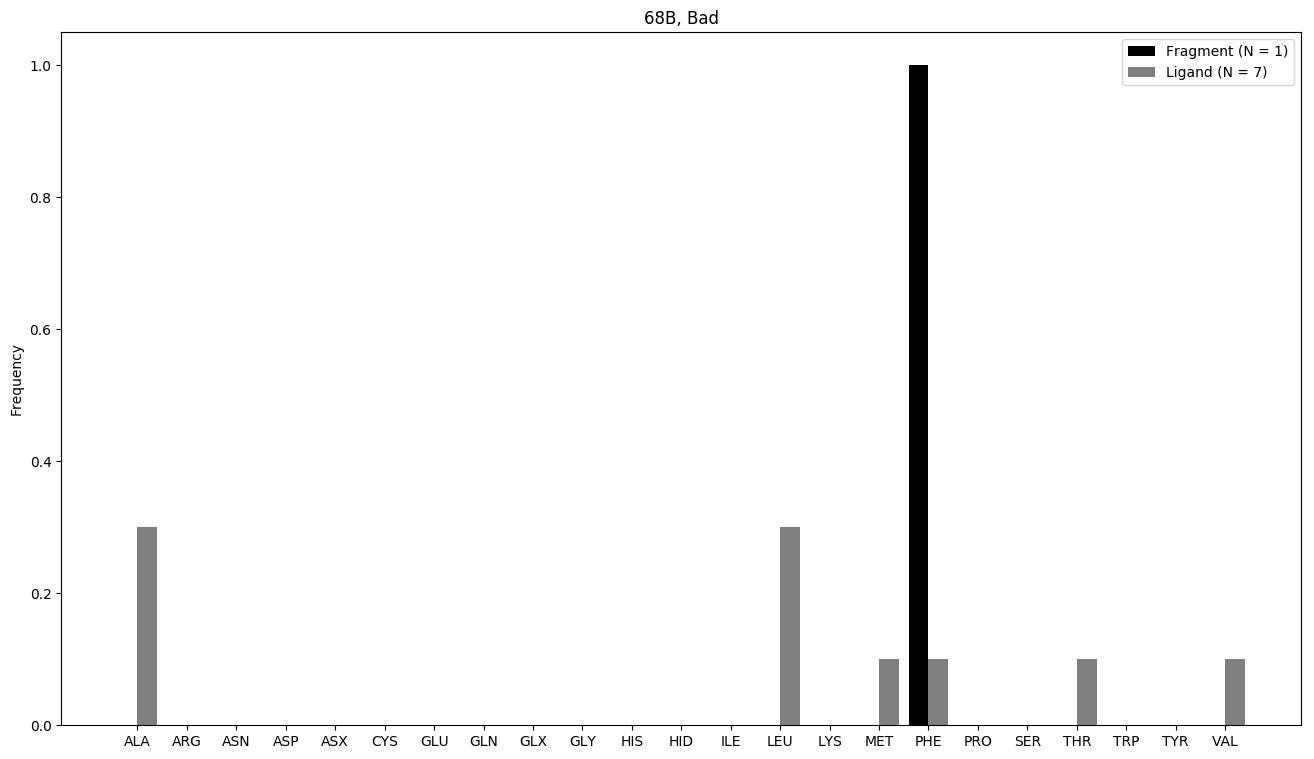 68B, Bad
Fragment (N = 1)
Ligand (N = 7)
Frequency
1.0
0.8
0.6
0.4
0.2
0.0
ALA ARG ASN ASP ASX CYS GLU GLN GLX GLY HIS HID ILE LEU LYS MET PHE PRO SER THR TRP TYR VAL